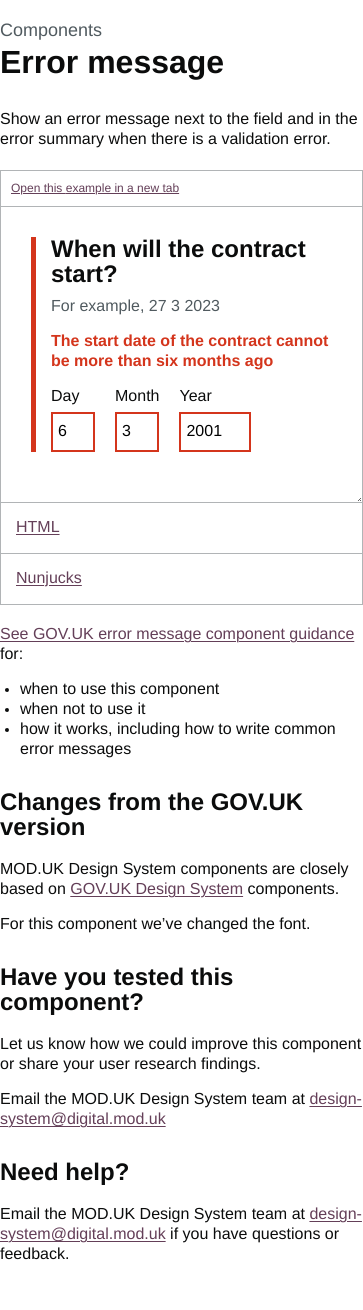 Components
Error message
Show an error message next to the field and in the
error summary when there is a validation error.
Open this example in a new tab
When will the contract
start?
For example, 27 3 2023
The start date of the contract cannot
be more than six months ago
Day Month Year
6 3 2001
HTML
Nunjucks
See GOV.UK error message component guidance
for:
• when to use this component
• when not to use it
• how it works, including how to write common
error messages
Changes from the GOV.UK
version
MOD.UK Design System components are closely
based on GOV.UK Design System components.
For this component we’ve changed the font.
Have you tested this
component?
Let us know how we could improve this component
or share your user research findings.
Email the MOD.UK Design System team at design-
system@digital.mod.uk
Need help?
Email the MOD.UK Design System team at design-
system@digital.mod.uk if you have questions or
feedback.